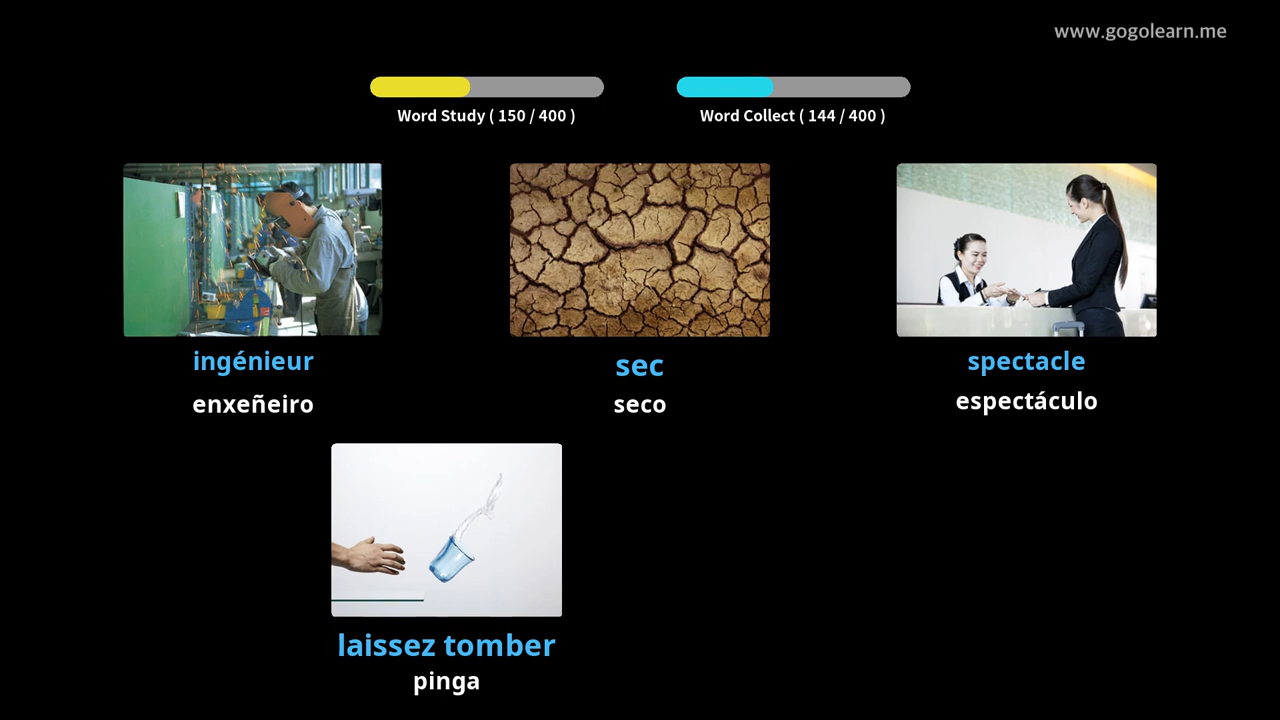 www.gogolearn.me
Word Study ( 150 / 400 )
Word Collect ( 144 / 400 )
ingénieur
enxeñeiro
sec
seco
spectacle
espectáculo
laissez tomber
pinga